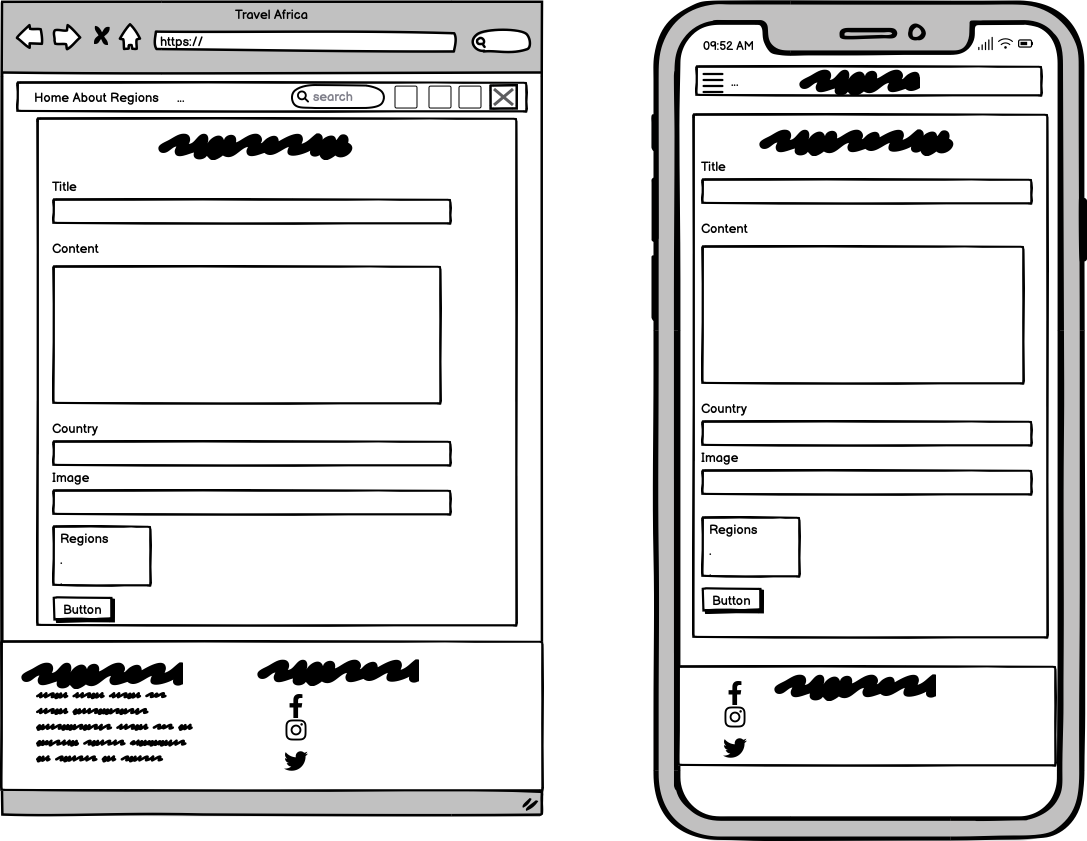 Travel Africa
https://
Home About Regions ...
search
Title
Content
Country
Image
Regions
.
Button
09:52 AM
...
Title
Content
Country
Image
Regions
.
Button